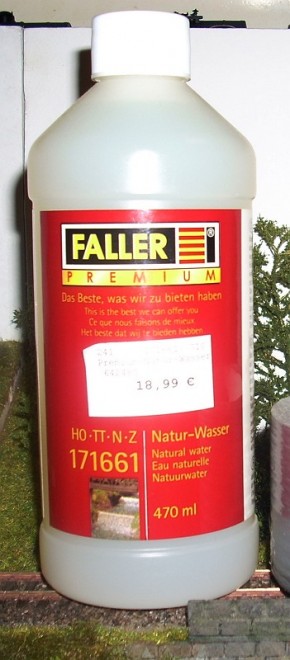 FALLER
PREMIUM
Das Beste, was wir zu bieten haben
This is the best we can offer you
Ce que nous faisons de mieux
Het beste dat wij te bieden hebben
18,99 €
HO·TT·N·Z
171661
Natur-Wasser
Natural water
Eau naturelle
Natuurwater
470 ml